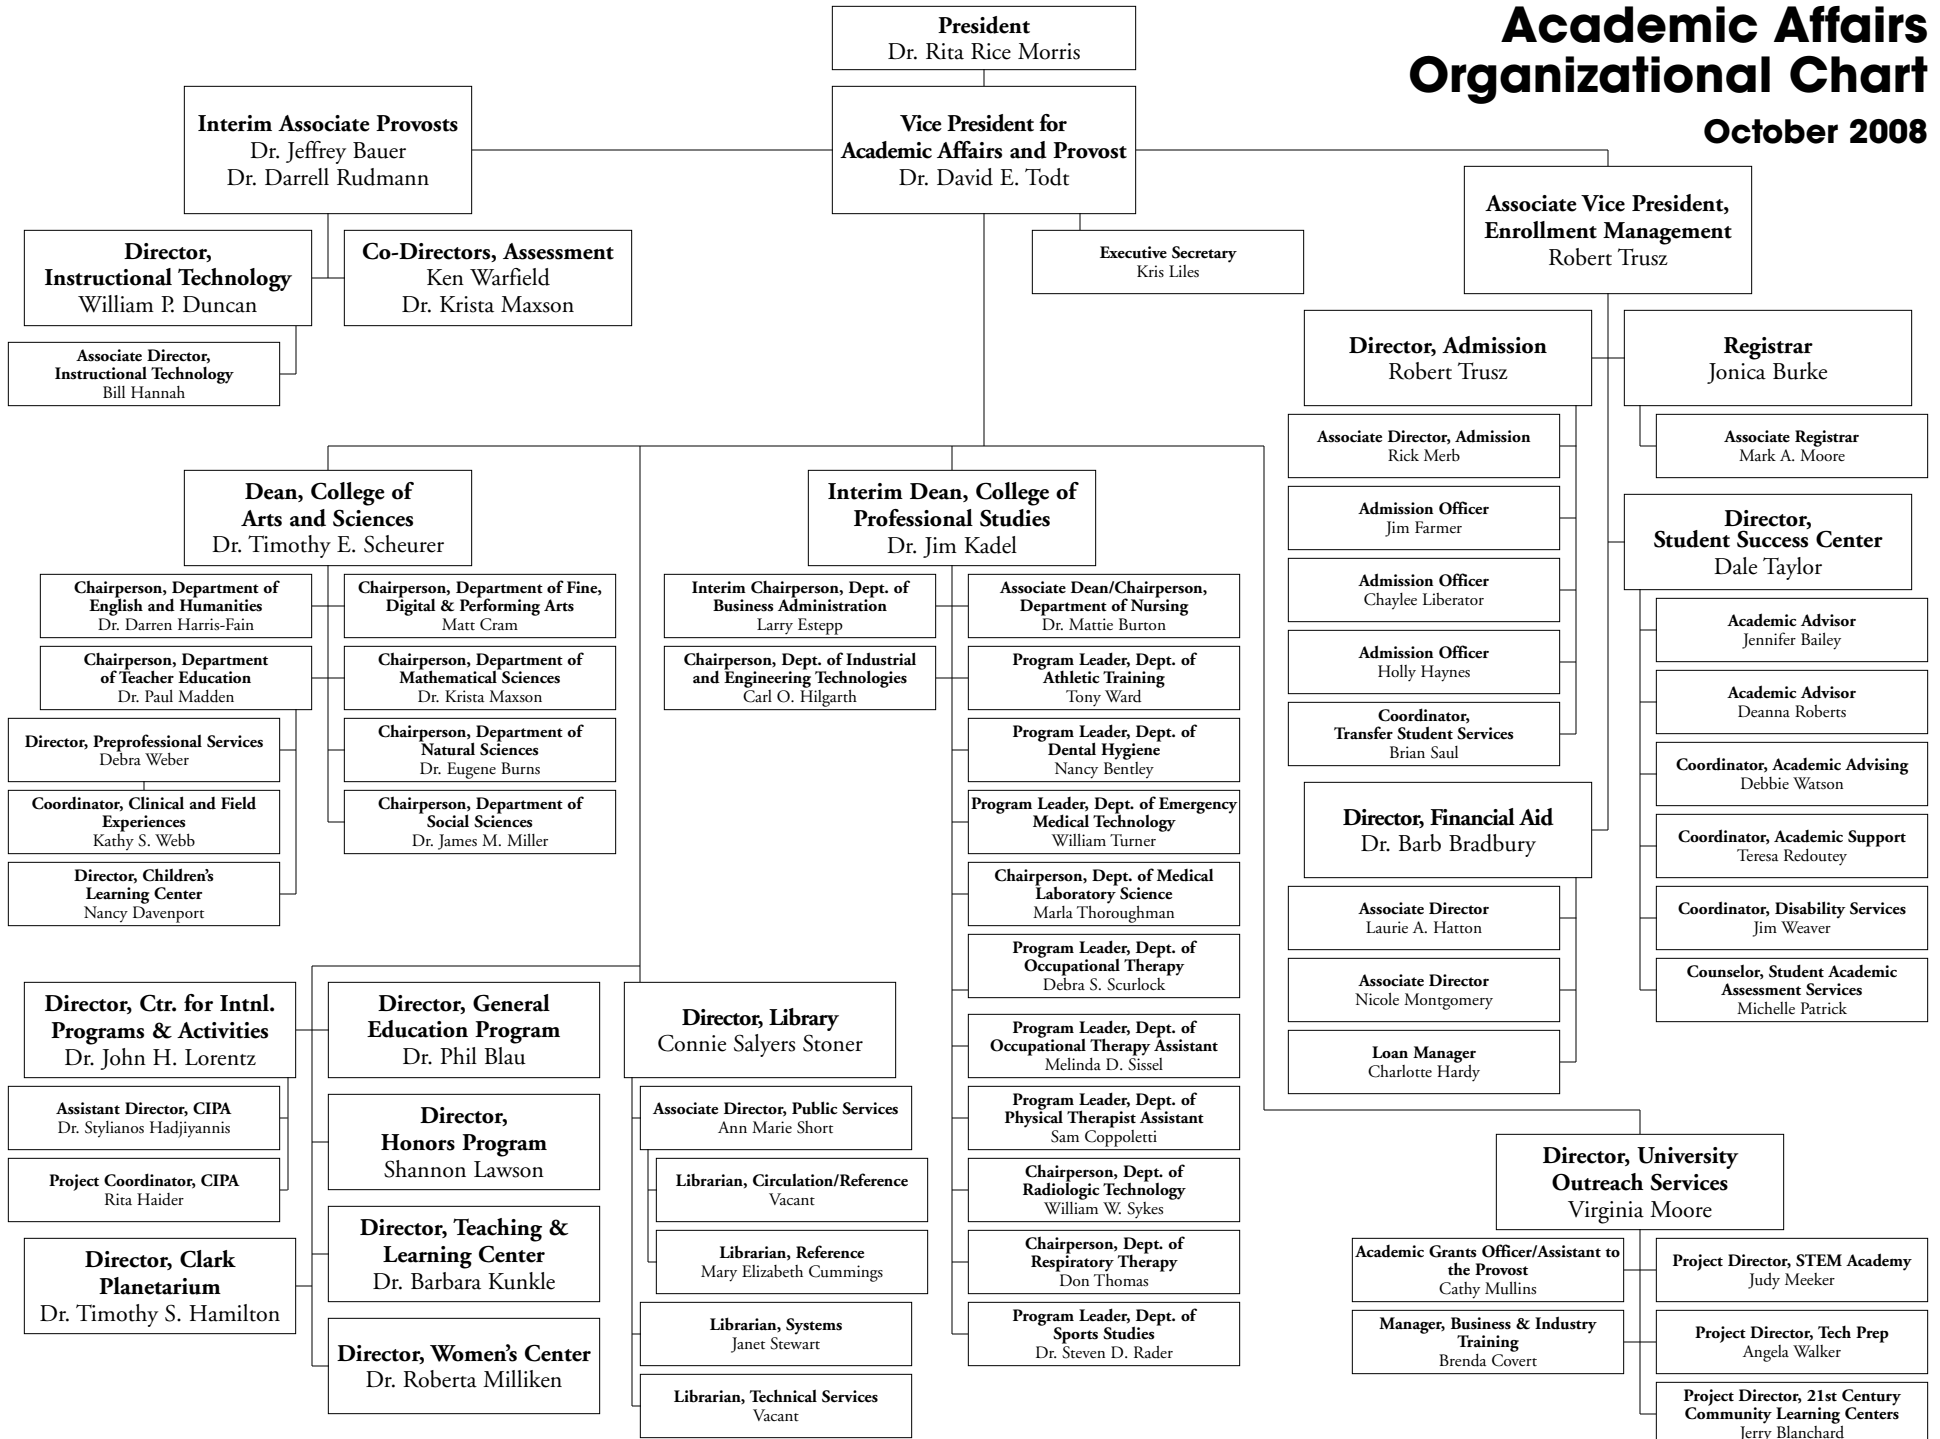 Academic Affairs
Organizational Chart
October 2008
President
Dr. Rita Rice Morris
Interim Associate Provosts
Dr. Jeffrey Bauer
Dr. Darrell Rudmann
Vice President for
Academic Affairs and Provost
Dr. David E. Todt
Associate Vice President,
Enrollment Management
Robert Trusz
Director,
Instructional Technology
William P. Duncan
Co-Directors, Assessment
Ken Warfield
Dr. Krista Maxson
Executive Secretary
Kris Liles
Associate Director,
Instructional Technology
Bill Hannah
Director, Admission
Robert Trusz
Registrar
Jonica Burke
Associate Director, Admission
Rick Merb
Associate Registrar
Mark A. Moore
Admission Officer
Jim Farmer
Admission Officer
Chaylee Liberator
Admission Officer
Holly Haynes
Coordinator,
Transfer Student Services
Brian Saul
Director,
Student Success Center
Dale Taylor
Academic Advisor
Jennifer Bailey
Academic Advisor
Deanna Roberts
Coordinator, Academic Advising
Debbie Watson
Coordinator, Academic Support
Teresa Redoutey
Coordinator, Disability Services
Jim Weaver
Counselor, Student Academic
Assessment Services
Michelle Patrick
Director, Financial Aid
Dr. Barb Bradbury
Associate Director
Laurie A. Hatton
Associate Director
Nicole Montgomery
Loan Manager
Charlotte Hardy
Dean, College of
Arts and Sciences
Dr. Timothy E. Scheurer
Chairperson, Department of
English and Humanities
Dr. Darren Harris-Fain
Chairperson, Department of Fine,
Digital & Performing Arts
Matt Cram
Chairperson, Department
of Teacher Education
Dr. Paul Madden
Chairperson, Department of
Mathematical Sciences
Dr. Krista Maxson
Director, Preprofessional Services
Debra Weber
Chairperson, Department of
Natural Sciences
Dr. Eugene Burns
Coordinator, Clinical and Field
Experiences
Kathy S. Webb
Chairperson, Department of
Social Sciences
Dr. James M. Miller
Director, Children's
Learning Center
Nancy Davenport
Interim Dean, College of
Professional Studies
Dr. Jim Kadel
Interim Chairperson, Dept. of
Business Administration
Larry Estepp
Associate Dean/Chairperson,
Department of Nursing
Dr. Mattie Burton
Chairperson, Dept. of Industrial
and Engineering Technologies
Carl O. Hilgarth
Program Leader, Dept. of
Athletic Training
Tony Ward
Program Leader, Dept. of
Dental Hygiene
Nancy Bentley
Program Leader, Dept. of Emergency
Medical Technology
William Turner
Chairperson, Dept. of Medical
Laboratory Science
Marla Thoroughman
Program Leader, Dept. of
Occupational Therapy
Debra S. Scurlock
Program Leader, Dept. of
Occupational Therapy Assistant
Melinda D. Sissel
Program Leader, Dept. of
Physical Therapist Assistant
Sam Coppoletti
Chairperson, Dept. of
Radiologic Technology
William W. Sykes
Chairperson, Dept. of
Respiratory Therapy
Don Thomas
Program Leader, Dept. of
Sports Studies
Dr. Steven D. Rader
Director, Ctr. for Intnl.
Programs & Activities
Dr. John H. Lorentz
Assistant Director, CIPA
Dr. Stylianos Hadjiyannis
Project Coordinator, CIPA
Rita Haider
Director, Clark
Planetarium
Dr. Timothy S. Hamilton
Director, General
Education Program
Dr. Phil Blau
Director,
Honors Program
Shannon Lawson
Director, Teaching &
Learning Center
Dr. Barbara Kunkle
Director, Women's Center
Dr. Roberta Milliken
Director, Library
Connie Salyers Stoner
Associate Director, Public Services
Ann Marie Short
Librarian, Circulation/Reference
Vacant
Librarian, Reference
Mary Elizabeth Cummings
Librarian, Systems
Janet Stewart
Librarian, Technical Services
Vacant
Director, University
Outreach Services
Virginia Moore
Academic Grants Officer/Assistant to
the Provost
Cathy Mullins
Project Director, STEM Academy
Judy Meeker
Manager, Business & Industry
Training
Brenda Covert
Project Director, Tech Prep
Angela Walker
Project Director, 21st Century
Community Learning Centers
Jerry Blanchard